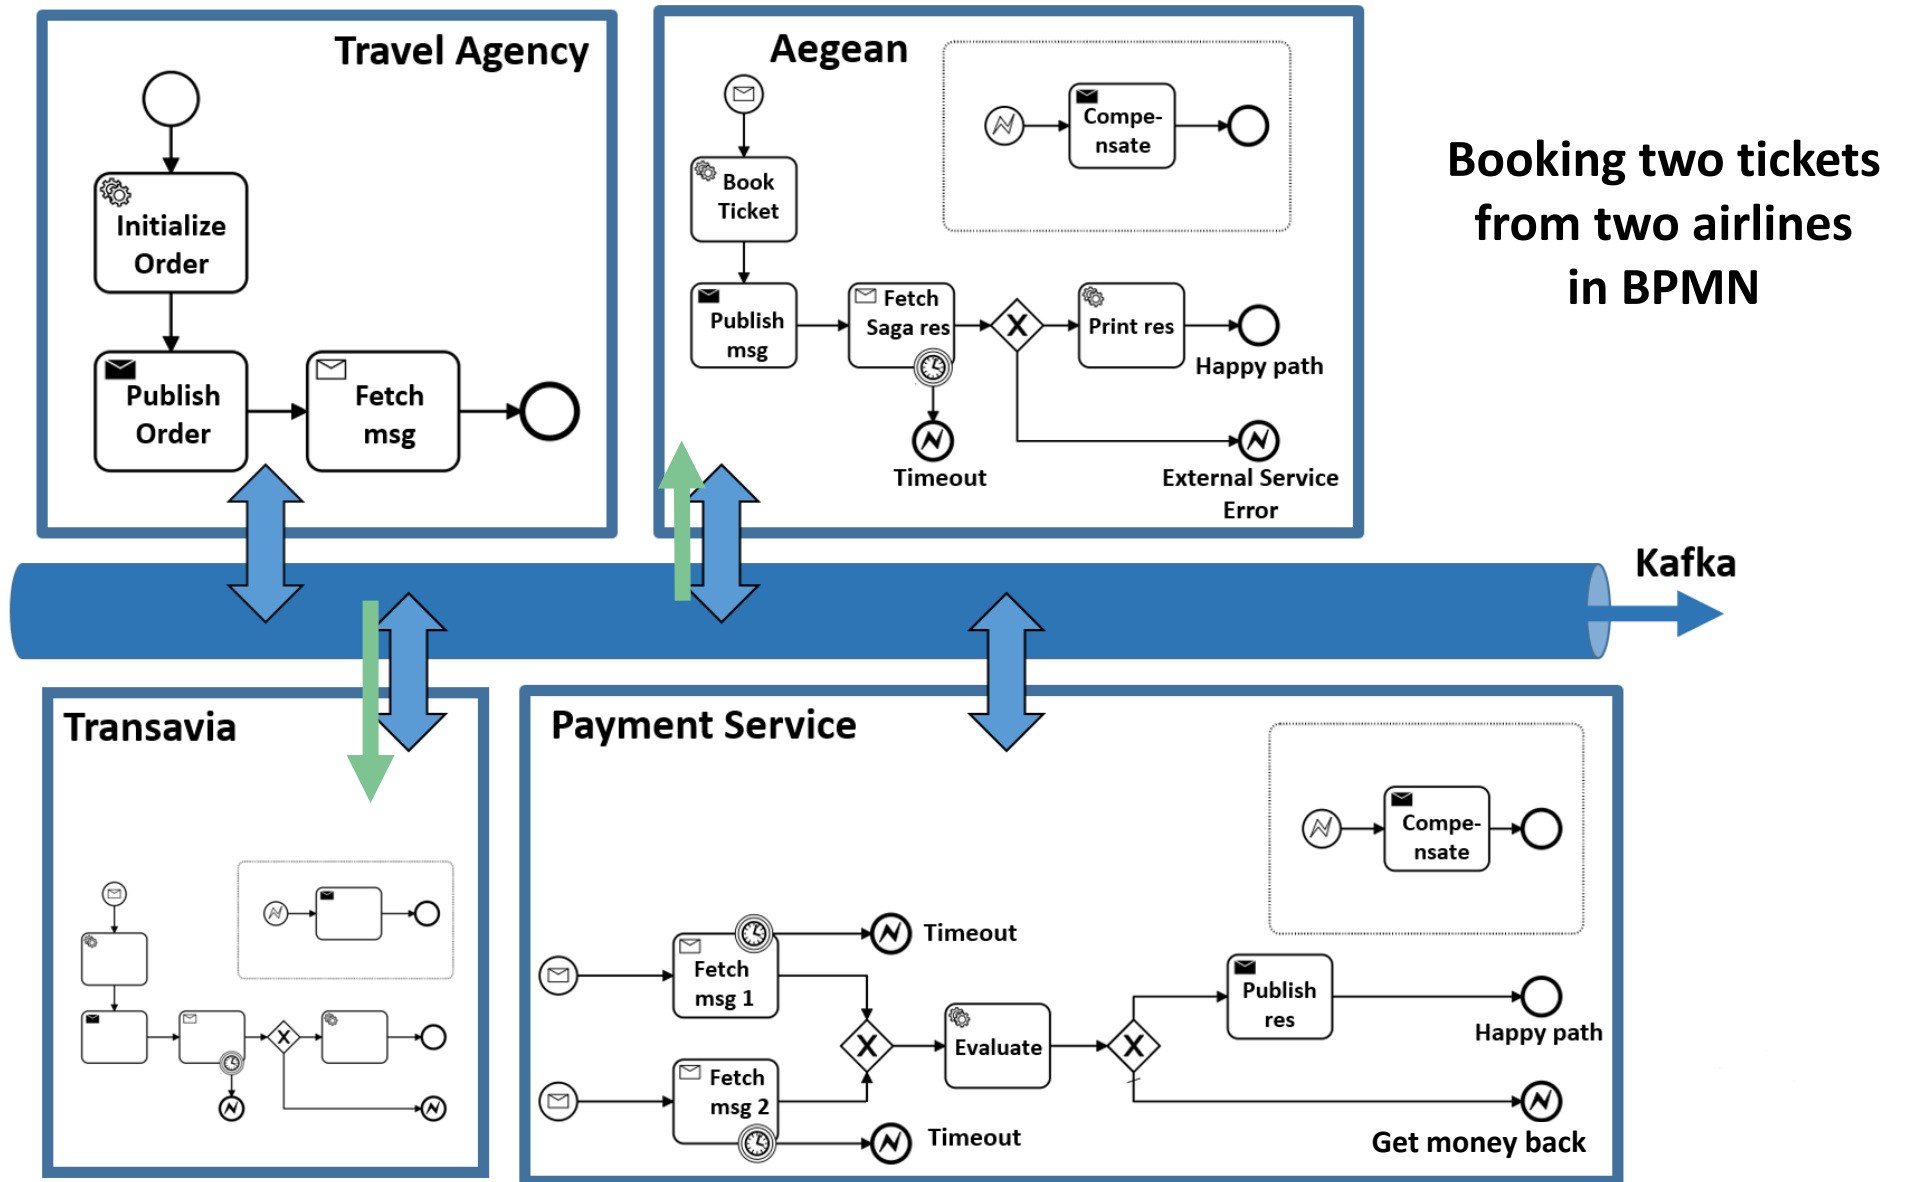 Travel Agency
Initialize
Order
Publish
Order
Fetch
msg
Aegean
Compe-
nsate
Book
Ticket
Publish
msg
Fetch
Saga res
X
Print res
Happy path
Timeout
External Service
Error
Booking two tickets
from two airlines
in BPMN
Kafka
Transavia
X
Payment Service
Compe-
nsate
Timeout
Fetch
msg 1
Publish
res
Happy path
X
Evaluate
X
Fetch
msg 2
Timeout
Get money back